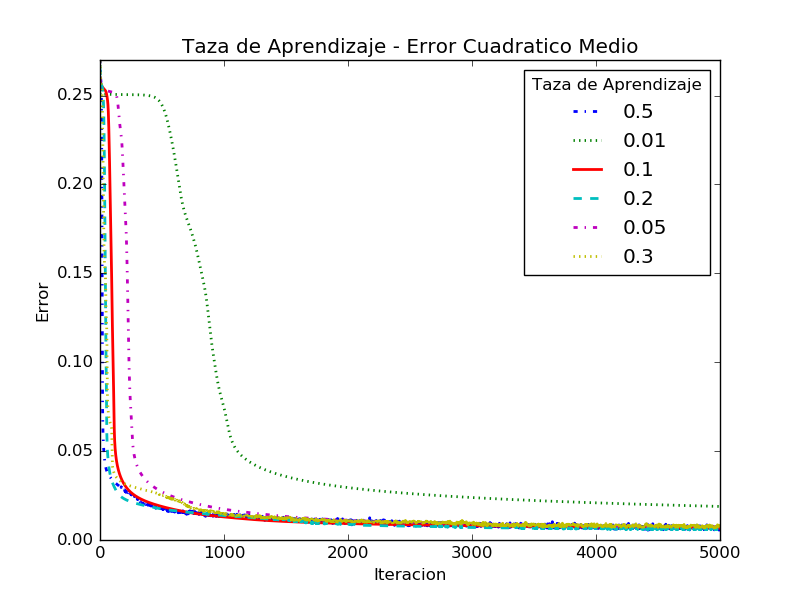 Taza de Aprendizaje - Error Cuadratico Medio
Taza de Aprendizaje
0.5
0.01
0.1
0.2
0.05
0.3
Error
0.25
0.20
0.15
0.10
0.05
0.00
0 1000 2000 3000 4000 5000
Iteracion